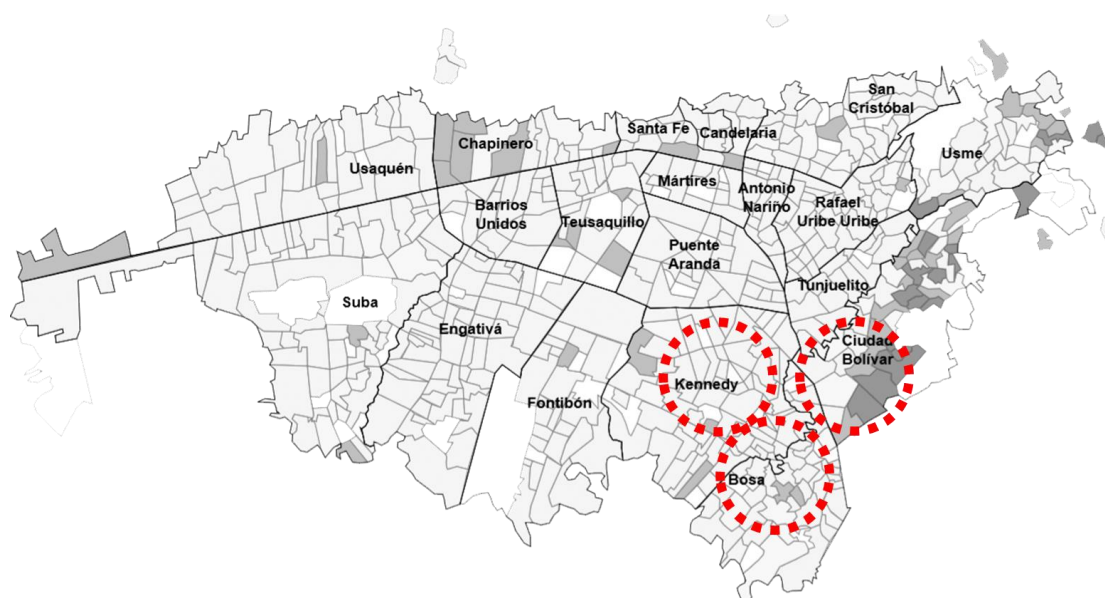 San
Cristóbal
Santa Fe
Candelaria
Chapinero
Usme
Usaquén
Mártires
Antonio
Nariño
Rafael
Uribe Uribe
Barrios
Unidos
Teusaquillo
Puente
Aranda
Tunjuelito
Suba
Engativá
Ciudad
Bolívar
Kennedy
Fontibón
Bosa